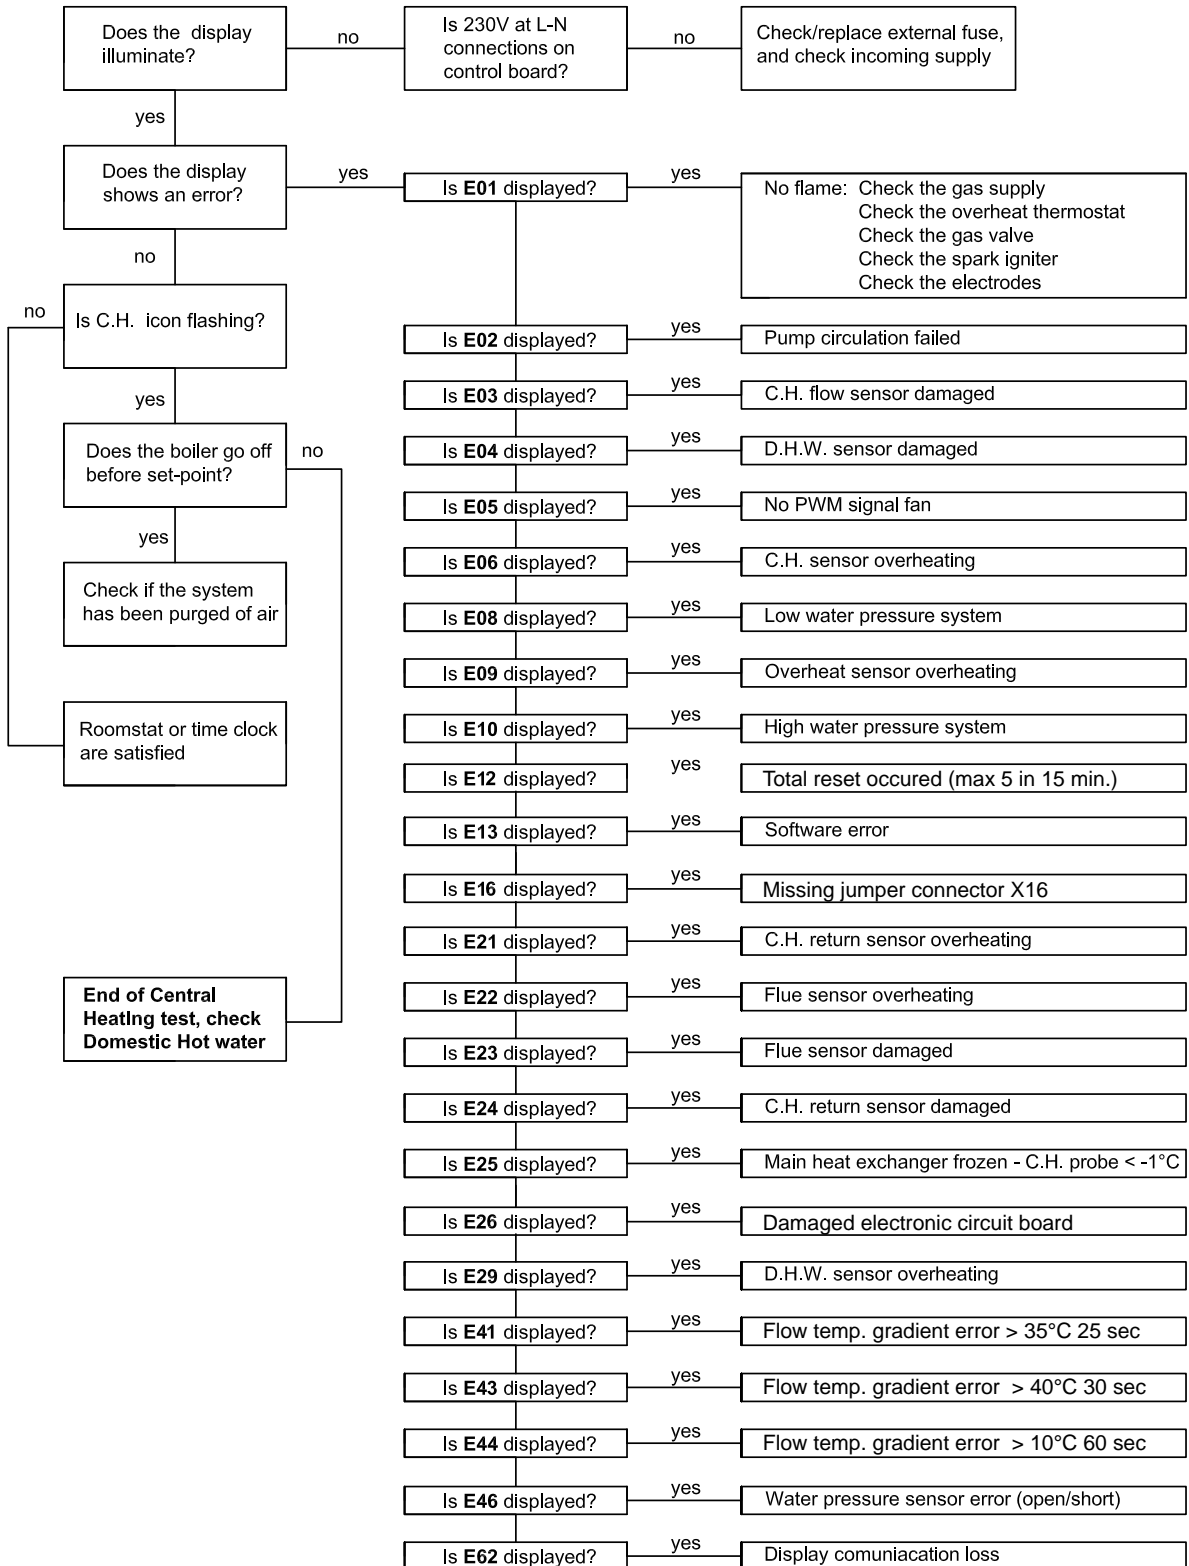 Does the display
illuminate?
no
Is 230V at L-N
connections on
control board?
no
Check/replace external fuse,
and check incoming supply
yes
Does the display
shows an error?
yes
Is E01 displayed?
yes
No flame: Check the gas supply
Check the overheat thermostat
Check the gas valve
Check the spark igniter
Check the electrodes
no
no
Is C.H. icon flashing?
yes
Does the boiler go off
before set-point?
no
yes
Check if the system
has been purged of air
Roomstat or time clock
are satisfied
End of Central
HeatIng test, check
Domestic Hot water
Is E02 displayed?
yes
Pump circulation failed
Is E03 displayed?
yes
C.H. flow sensor damaged
Is E04 displayed?
yes
D.H.W. sensor damaged
Is E05 displayed?
yes
No PWM signal fan
Is E06 displayed?
yes
C.H. sensor overheating
Is E08 displayed?
yes
Low water pressure system
Is E09 displayed?
yes
Overheat sensor overheating
Is E10 displayed?
yes
High water pressure system
Is E12 displayed?
yes
Total reset occured (max 5 in 15 min.)
Is E13 displayed?
yes
Software error
Is E16 displayed?
yes
Missing jumper connector X16
Is E21 displayed?
yes
C.H. return sensor overheating
Is E22 displayed?
yes
Flue sensor overheating
Is E23 displayed?
yes
Flue sensor damaged
Is E24 displayed?
yes
C.H. return sensor damaged
Is E25 displayed?
yes
Main heat exchanger frozen - C.H. probe < -1°C
Is E26 displayed?
yes
Damaged electronic circuit board
Is E29 displayed?
yes
D.H.W. sensor overheating
Is E41 displayed?
yes
Flow temp. gradient error > 35°C 25 sec
Is E43 displayed?
yes
Flow temp. gradient error > 40°C 30 sec
Is E44 displayed?
yes
Flow temp. gradient error > 10°C 60 sec
Is E46 displayed?
yes
Water pressure sensor error (open/short)
Is E62 displayed?
yes
Display comuniacation loss